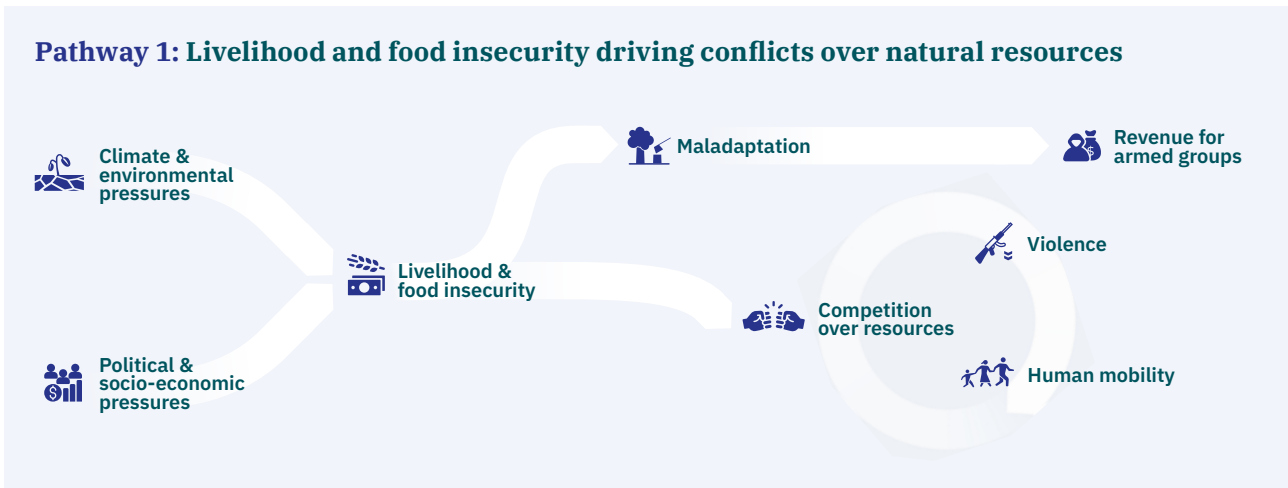 Pathway 1: Livelihood and food insecurity driving conflicts over natural resources
Climate &
environmental
pressures
Political &
socio-economic
pressures
Livelihood &
food insecurity
Maladaptation
Revenue for
armed groups
Competition
over resources
Violence
Human mobility